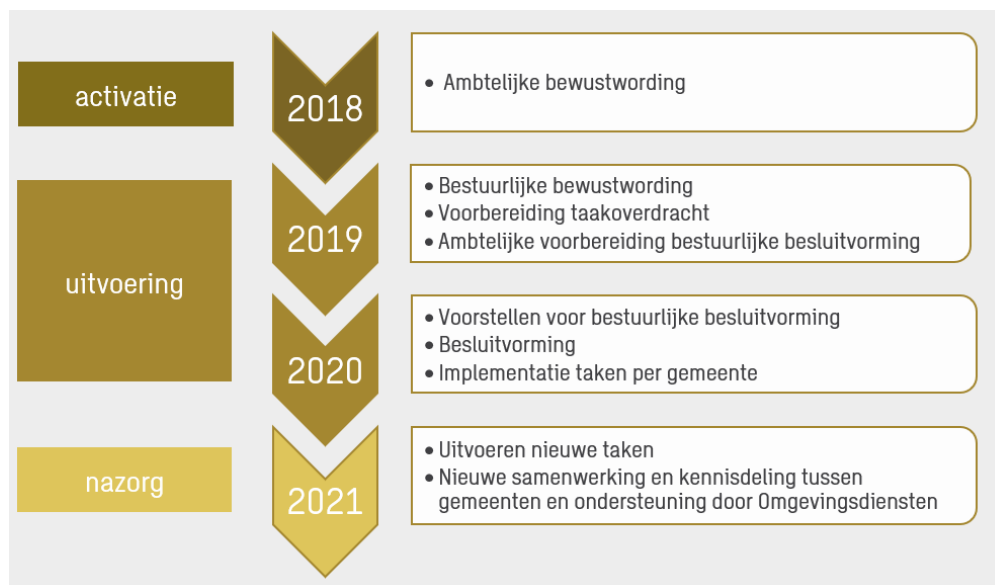 activatie
2018
• Ambtelijke bewustwording
uitvoering
2019
• Bestuurlijke bewustwording
• Voorbereiding taakoverdracht
• Ambtelijke voorbereiding bestuurlijke besluitvorming
2020
• Voorstellen voor bestuurlijke besluitvorming
• Besluitvorming
• Implementatie taken per gemeente
nazorg
2021
• Uitvoeren nieuwe taken
• Nieuwe samenwerking en kennisdeling tussen
gemeenten en ondersteuning door Omgevingsdiensten